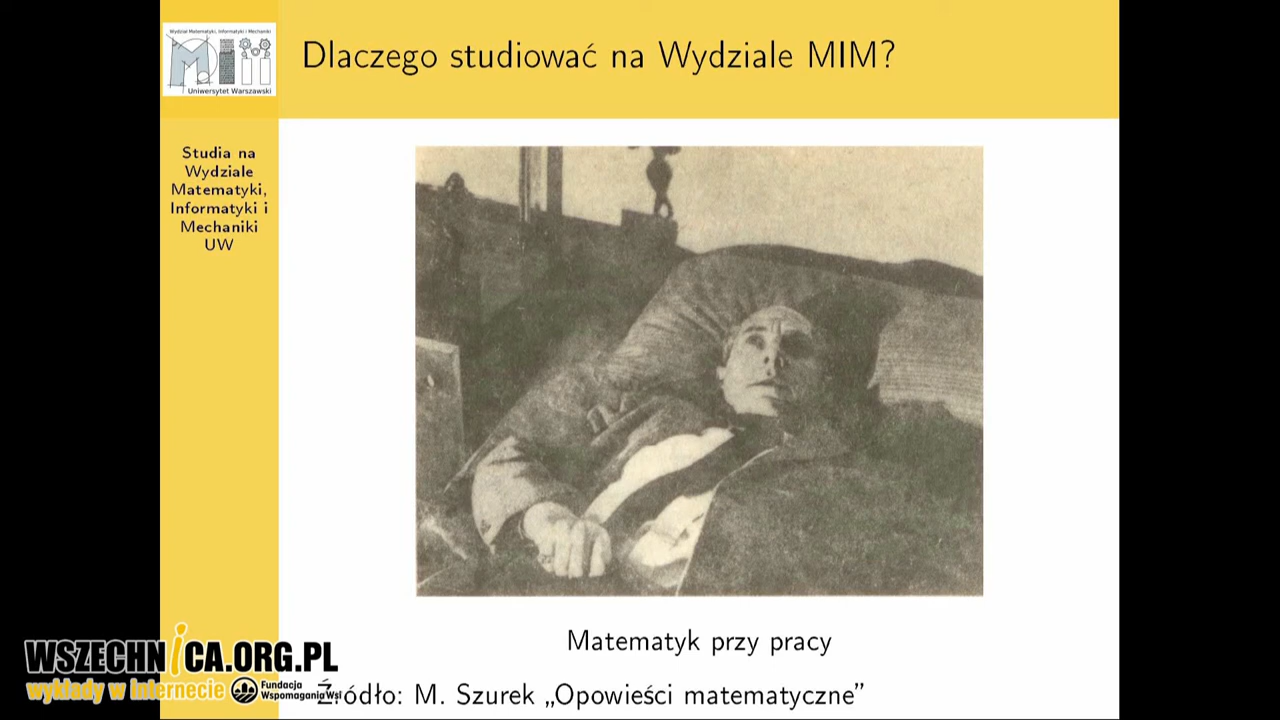 Wydział Matematyki, Informatyki i Mechaniki
MIM
Uniwersytet Warszawski
Dlaczego studiować na Wydziale MIM?
Studia na
Wydziale
Matematyki,
Informatyki i
Mechaniki
UW
Matematyk przy pracy
Źródło: M. Szurek „Opowieści matematyczne”
WSZECHNICA.ORG.PL
wykłady w Internecie
Fundacja
Wspomagania Wsi